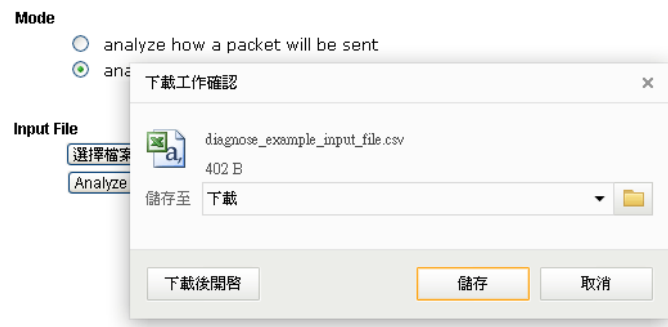 Mode
analyze how a packet will be sent
ana
下載工作確認
Input File
選擇檔案
Analyze
diagnose_example_input_file.csv
402 B
儲存至 下載
下載後開啓 儲存 取消